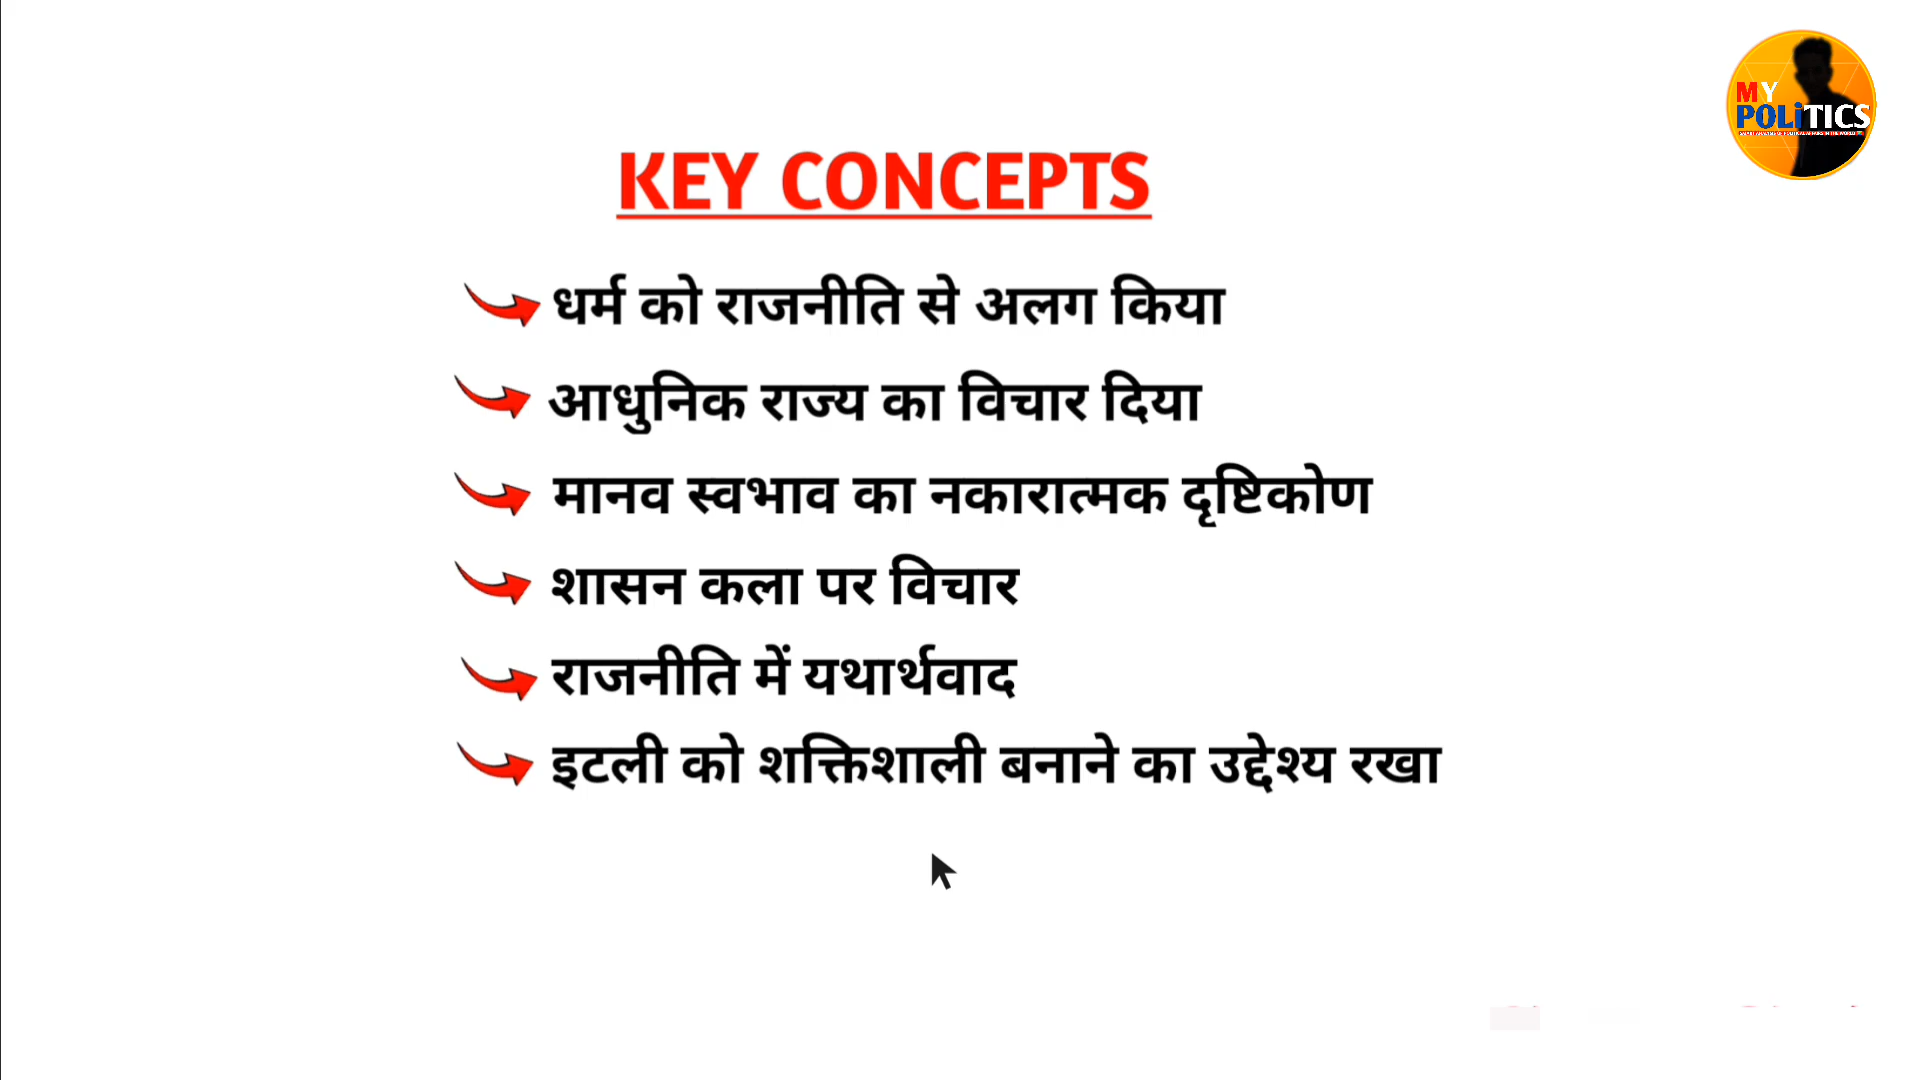 MY
POLiTICS
KEY CONCEPTS
धर्म को राजनीति से अलग किया
आधुनिक राज्य का विचार दिया
मानव स्वभाव का नकारात्मक दृष्टिकोण
शासन कला पर विचार
राजनीति में यथार्थवाद
इटली को शक्तिशाली बनाने का उद्देश्य रखा